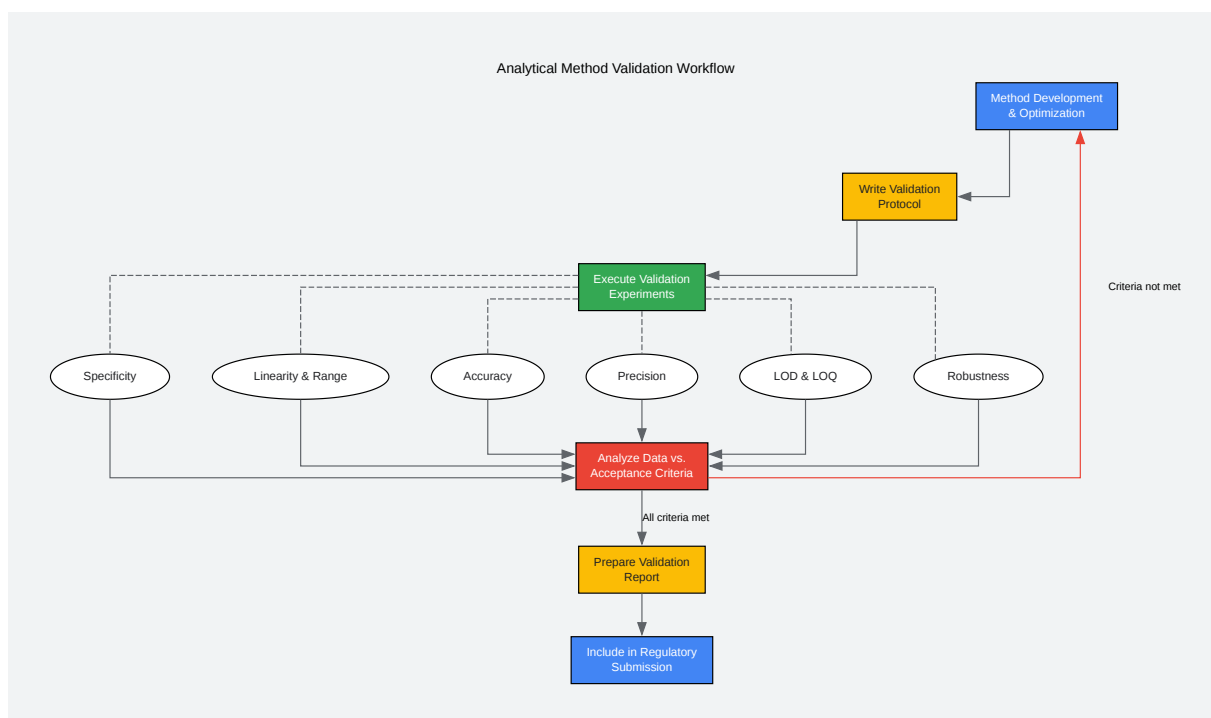 Analytical Method Validation Workflow
Method Development
& Optimization
Write Validation
Protocol
Execute Validation
Experiments
Criteria not met
Specificity
Linearity & Range
Accuracy
Precision
LOD & LOQ
Robustness
Analyze Data vs.
Acceptance Criteria
All criteria met
Prepare Validation
Report
Include in Regulatory
Submission